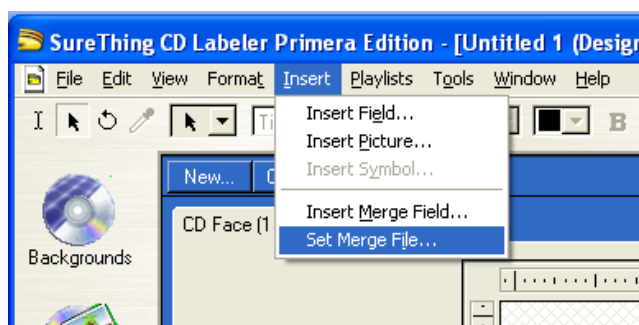 SureThing CD Labeler Primera Edition - [Untitled 1 (Design
File Edit View Format Insert Playlists Tools Window Help
Insert Field...
Insert Picture...
Insert Symbol...
Insert Merge Field...
Set Merge File...
B
New...
CD Face (1
Backgrounds